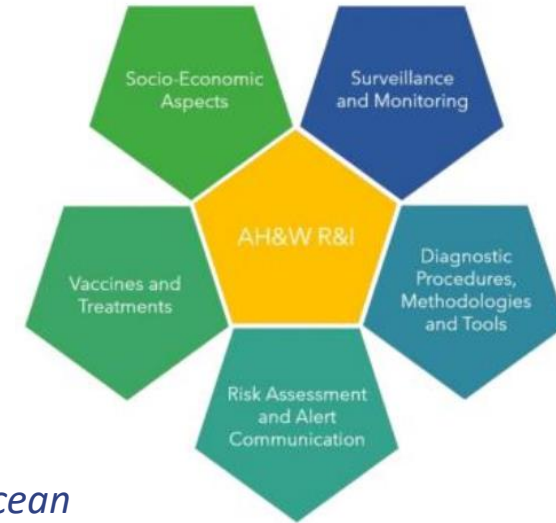 Socio-Economic
Aspects
Surveillance
and Monitoring
AH&W R&I
Vaccines and
Treatments
Diagnostic
Procedures,
Methodologies
and Tools
Risk Assessment
and Alert
Communication